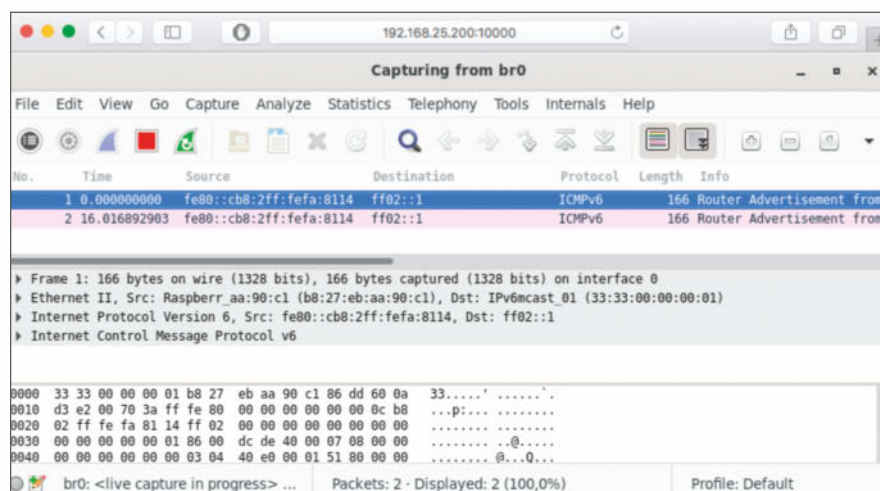 192.168.25.200:10000
Capturing from br0
File Edit View Go Capture Analyze Statistics Telephony Tools Internals Help
No. Time Source Destination Protocol Length Info
1 0.000000000 fe80::cb8:2ff:fefa:8114 ff02::1 ICMPv6 166 Router Advertisement from
2 16.016892903 fe80::cb8:2ff:fefa:8114 ff02::1 ICMPv6 166 Router Advertisement from
Frame 1: 166 bytes on wire (1328 bits), 166 bytes captured (1328 bits) on interface 0
Ethernet II, Src: Raspberr_aa:90:c1 (b8:27:eb:aa:90:c1), Dst: IPv6mcast_01 (33:33:00:00:00:01)
Internet Protocol Version 6, Src: fe80::cb8:2ff:fefa:8114, Dst: ff02::1
Internet Control Message Protocol v6
0000 33 33 00 00 00 01 b8 27 eb aa 90 c1 86 dd 60 0a 33.....' ......`.
0010 d3 e2 00 70 3a ff fe 80 00 00 00 00 00 00 0c b8 ...p:... ........
0020 02 ff fe fa 81 14 ff 02 00 00 00 00 00 00 00 00 ........ ........
0030 00 00 00 00 00 01 86 00 dc de 40 00 07 08 00 00 ........ ..@.....
0040 00 00 00 00 00 00 03 04 40 e0 00 01 51 80 00 00 ........ @...Q...
br0: <live capture in progress> ... Packets: 2 · Displayed: 2 (100,0%) Profile: Default